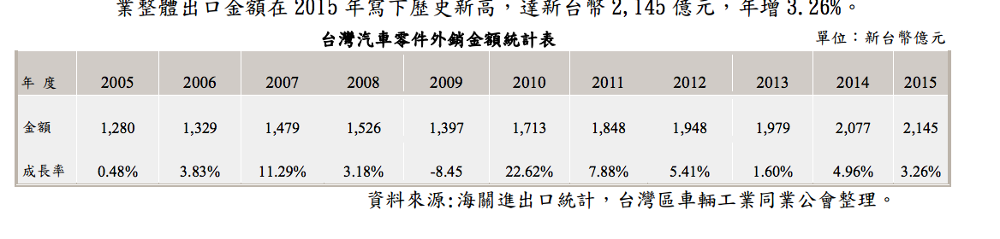 業整體出口金額在 2015 年寫下歷史新高，達新台幣 2,145 億元，年增 3.26%。
台灣汽車零件外銷金額統計表 單位：新台幣億元
年 度 2005 2006 2007 2008 2009 2010 2011 2012 2013 2014 2015
金額 1,280 1,329 1,479 1,526 1,397 1,713 1,848 1,948 1,979 2,077 2,145
成長率 0.48% 3.83% 11.29% 3.18% -8.45 22.62% 7.88% 5.41% 1.60% 4.96% 3.26%
資料來源:海關進出口統計，台灣區車輛工業同業公會整理。